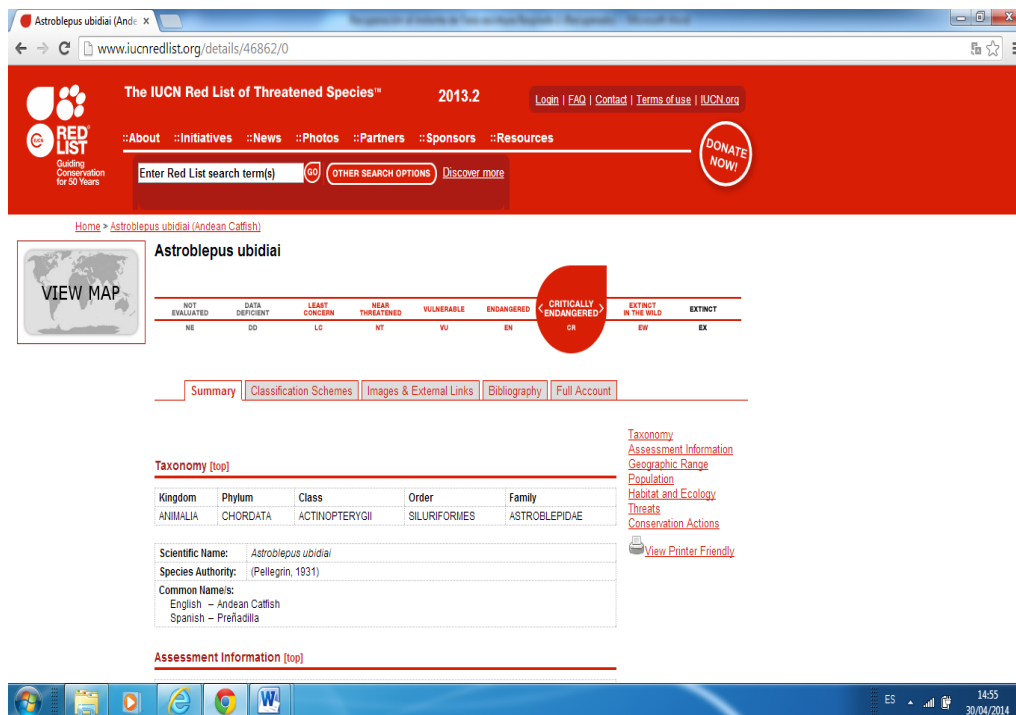 Astroblepus ubidiai (Ande
www.iucnredlist.org/details/46862/0
The IUCN Red List of Threatened Species™ 2013.2 Login | FAQ | Contact | Terms of use | IUCN.org
IUCN RED LIST
Guiding
Conservation
for 50 Years
::About ::Initiatives ::News ::Photos ::Partners ::Sponsors ::Resources
DONATE
NOW!
Enter Red List search term(s) GO OTHER SEARCH OPTIONS Discover more
Home > Astroblepus ubidiai (Andean Catfish)
VIEW MAP
Astroblepus ubidiai
NOT EVALUATED DATA DEFICIENT LEAST CONCERN NEAR THREATENED VULNERABLE ENDANGERED < CRITICALLY ENDANGERED > EXTINCT IN THE WILD EXTINCT
NE DD LC NT VU EN CR EW EX
Summary Classification Schemes Images & External Links Bibliography Full Account
Taxonomy
Assessment Information
Geographic Range
Population
Habitat and Ecology
Threats
Conservation Actions
View Printer Friendly
Taxonomy [top]
Kingdom Phylum Class Order Family
ANIMALIA CHORDATA ACTINOPTERYGII SILURIFORMES ASTROBLEPIDAE
Scientific Name: Astroblepus ubidiai
Species Authority: (Pellegrin, 1931)
Common Name/s:
English – Andean Catfish
Spanish – Preñadilla
Assessment Information [top]
ES 14:55
30/04/2014